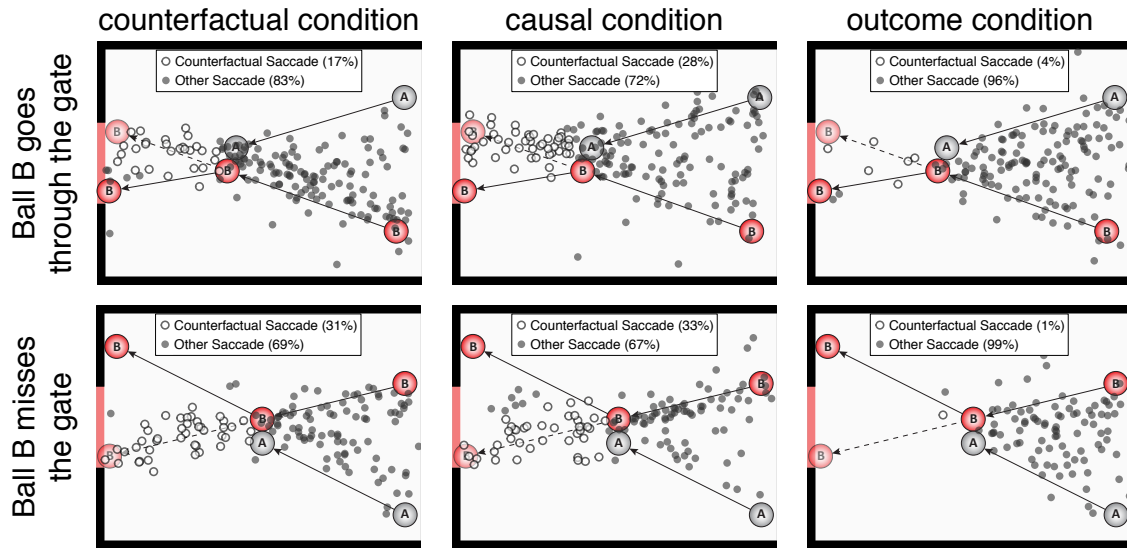 counterfactual condition
causal condition
outcome condition
Ball B goes
through the gate
Counterfactual Saccade (17%)
Other Saccade (83%)
A
B
A
B
B
B
Counterfactual Saccade (28%)
Other Saccade (72%)
A
B
A
B
B
B
Counterfactual Saccade (4%)
Other Saccade (96%)
A
B
A
B
B
B
Ball B misses
the gate
Counterfactual Saccade (31%)
Other Saccade (69%)
B
B
B
A
B
A
Counterfactual Saccade (33%)
Other Saccade (67%)
B
B
B
A
B
A
Counterfactual Saccade (1%)
Other Saccade (99%)
B
B
B
A
B
A